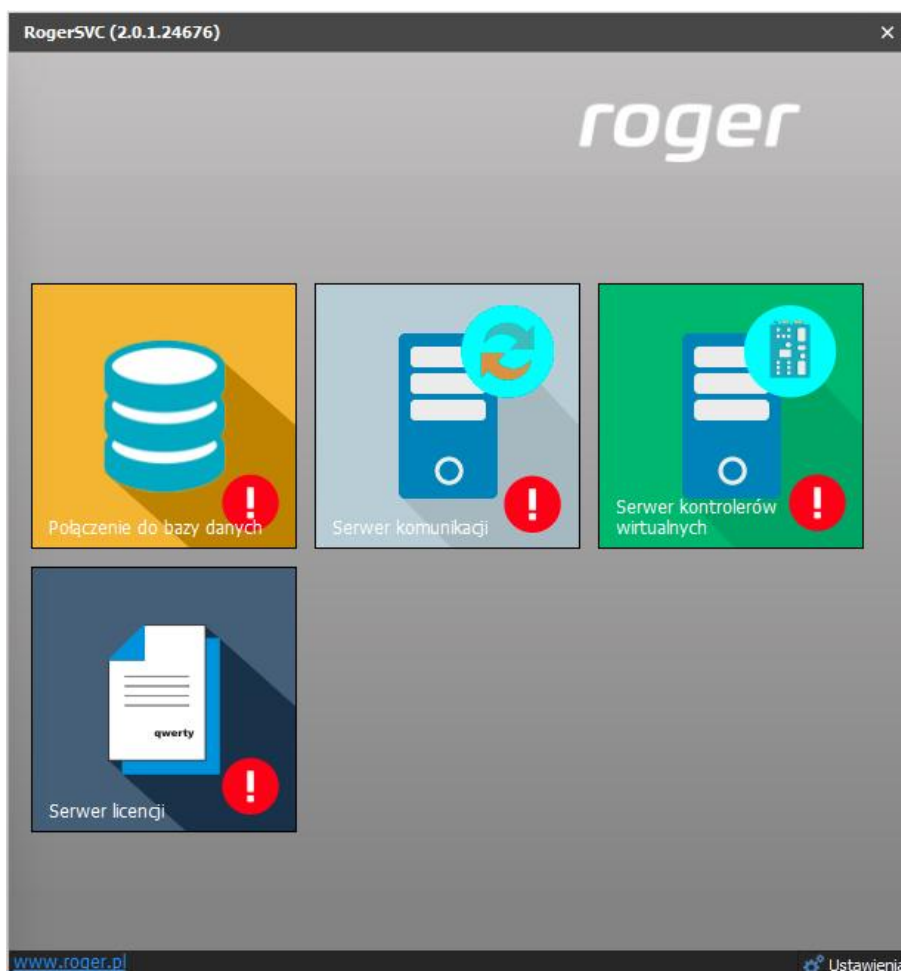 RogerSVC (2.0.1.24676)
roger
Połączenie do bazy danych
Serwer komunikacji
Serwer kontrolerów
wirtualnych
qwerty
Serwer licencji
www.roger.pl
Ustawienia